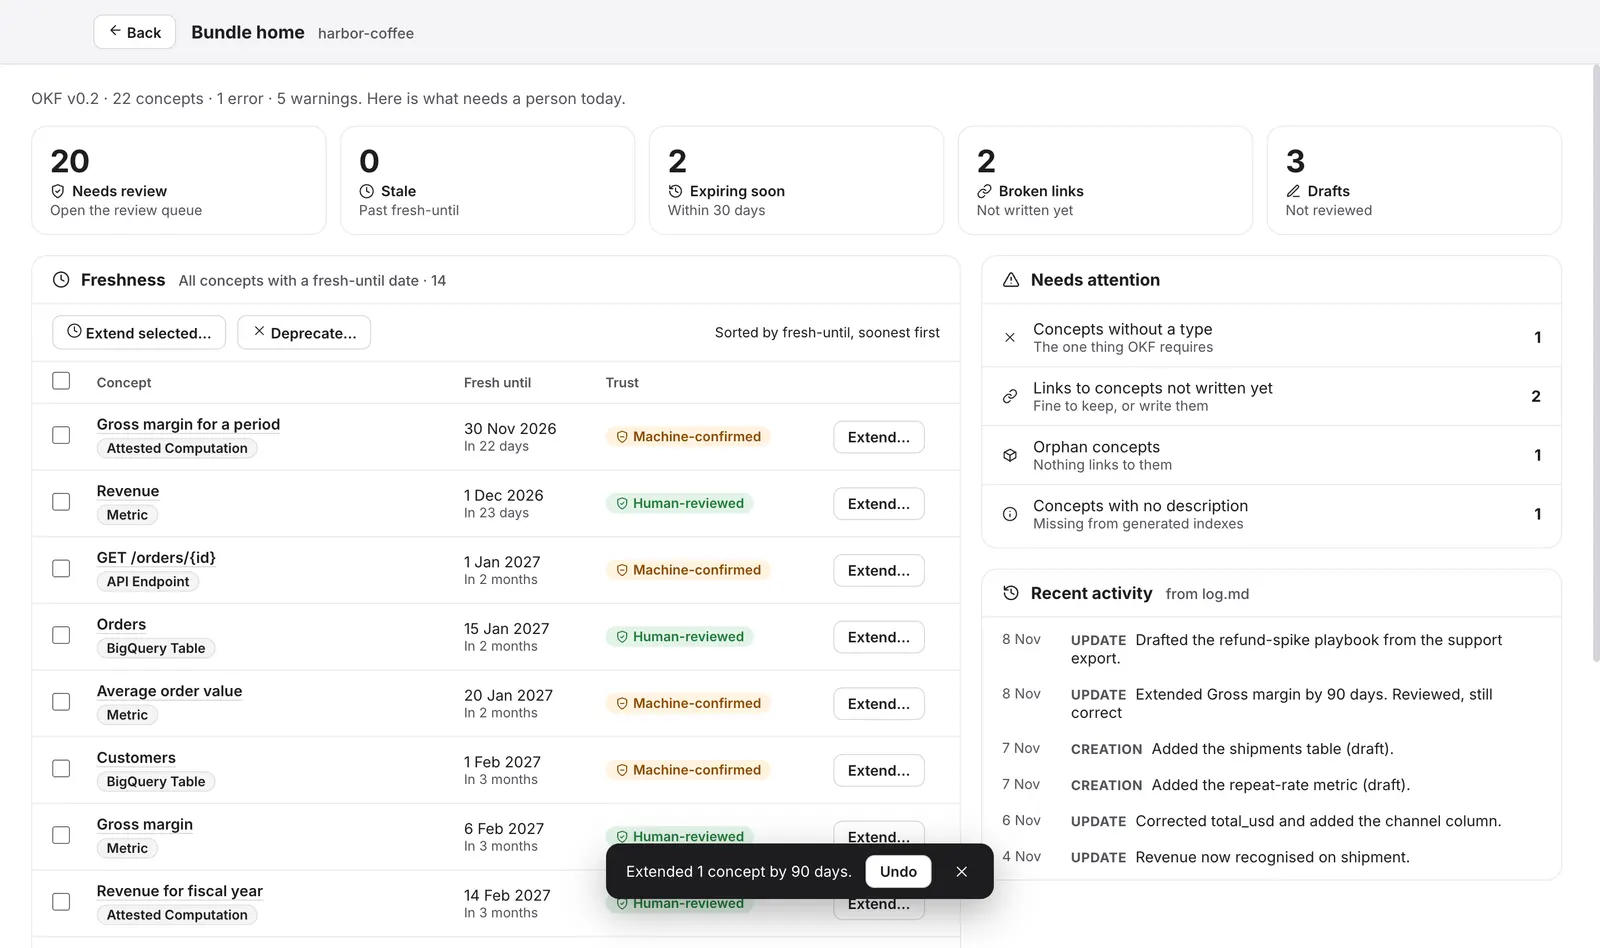 Back
Bundle home harbor-coffee
OKF v0.2 · 22 concepts · 1 error · 5 warnings. Here is what needs a person today.
20
Needs review
Open the review queue
0
Stale
Past fresh-until
2
Expiring soon
Within 30 days
2
Broken links
Not written yet
3
Drafts
Not reviewed
Freshness All concepts with a fresh-until date · 14
Extend selected... Deprecate... Sorted by fresh-until, soonest first
Concept Fresh until Trust
Gross margin for a period
Attested Computation
30 Nov 2026
In 22 days
Machine-confirmed
Extend...
Revenue
Metric
1 Dec 2026
In 23 days
Human-reviewed
Extend...
GET /orders/{id}
API Endpoint
1 Jan 2027
In 2 months
Machine-confirmed
Extend...
Orders
BigQuery Table
15 Jan 2027
In 2 months
Human-reviewed
Extend...
Average order value
Metric
20 Jan 2027
In 2 months
Machine-confirmed
Extend...
Customers
BigQuery Table
1 Feb 2027
In 3 months
Machine-confirmed
Extend...
Gross margin
Metric
6 Feb 2027
In 3 months
Human-reviewed
Extend...
Revenue for fiscal year
Attested Computation
14 Feb 2027
In 3 months
Human-reviewed
Extend...
Needs attention
Concepts without a type
The one thing OKF requires
1
Links to concepts not written yet
Fine to keep, or write them
2
Orphan concepts
Nothing links to them
1
Concepts with no description
Missing from generated indexes
1
Recent activity from log.md
8 Nov UPDATE Drafted the refund-spike playbook from the support
export.
8 Nov UPDATE Extended Gross margin by 90 days. Reviewed, still
correct
7 Nov CREATION Added the shipments table (draft).
7 Nov CREATION Added the repeat-rate metric (draft).
6 Nov UPDATE Corrected total_usd and added the channel column.
4 Nov UPDATE Revenue now recognised on shipment.
Extended 1 concept by 90 days. Undo